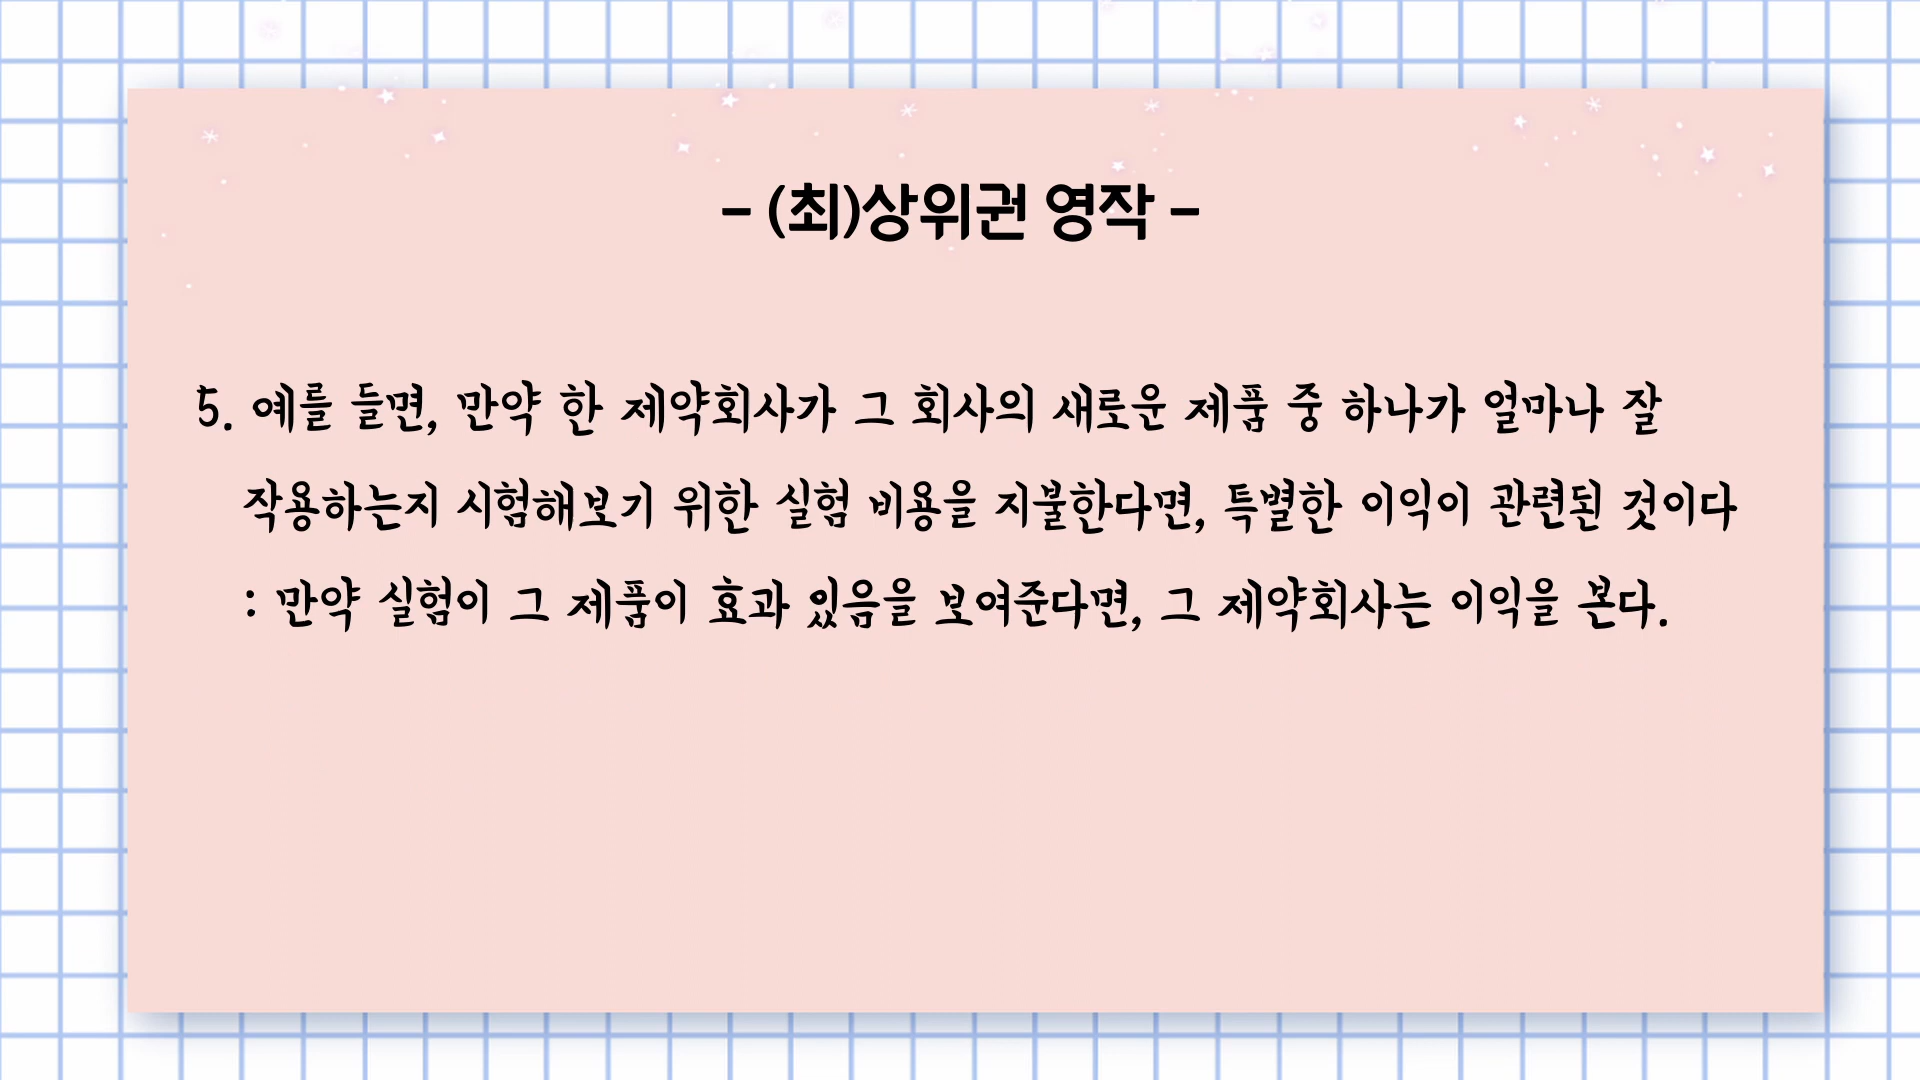 - (최)상위권 영작 -
5. 예를 들면, 만약 한 제약회사가 그 회사의 새로운 제품 중 하나가 얼마나 잘
작용하는지 시험해보기 위한 실험 비용을 지불한다면, 특별한 이익이 관련된 것이다
: 만약 실험이 그 제품이 효과 있음을 보여준다면, 그 제약회사는 이익을 본다.